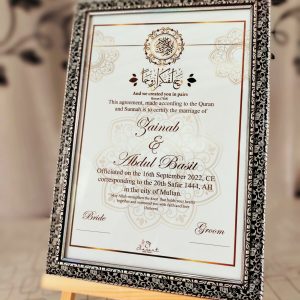 And we created you in pairs
This agreement, made according to the Quran
and Sunnah is to certify the marriage of
Zainab
&
Abdul Basit
Officiated on the 16th September 2022, CE
corresponding to the 20th Safar 1444, AH
in the city of Multan.
Bride
Groom